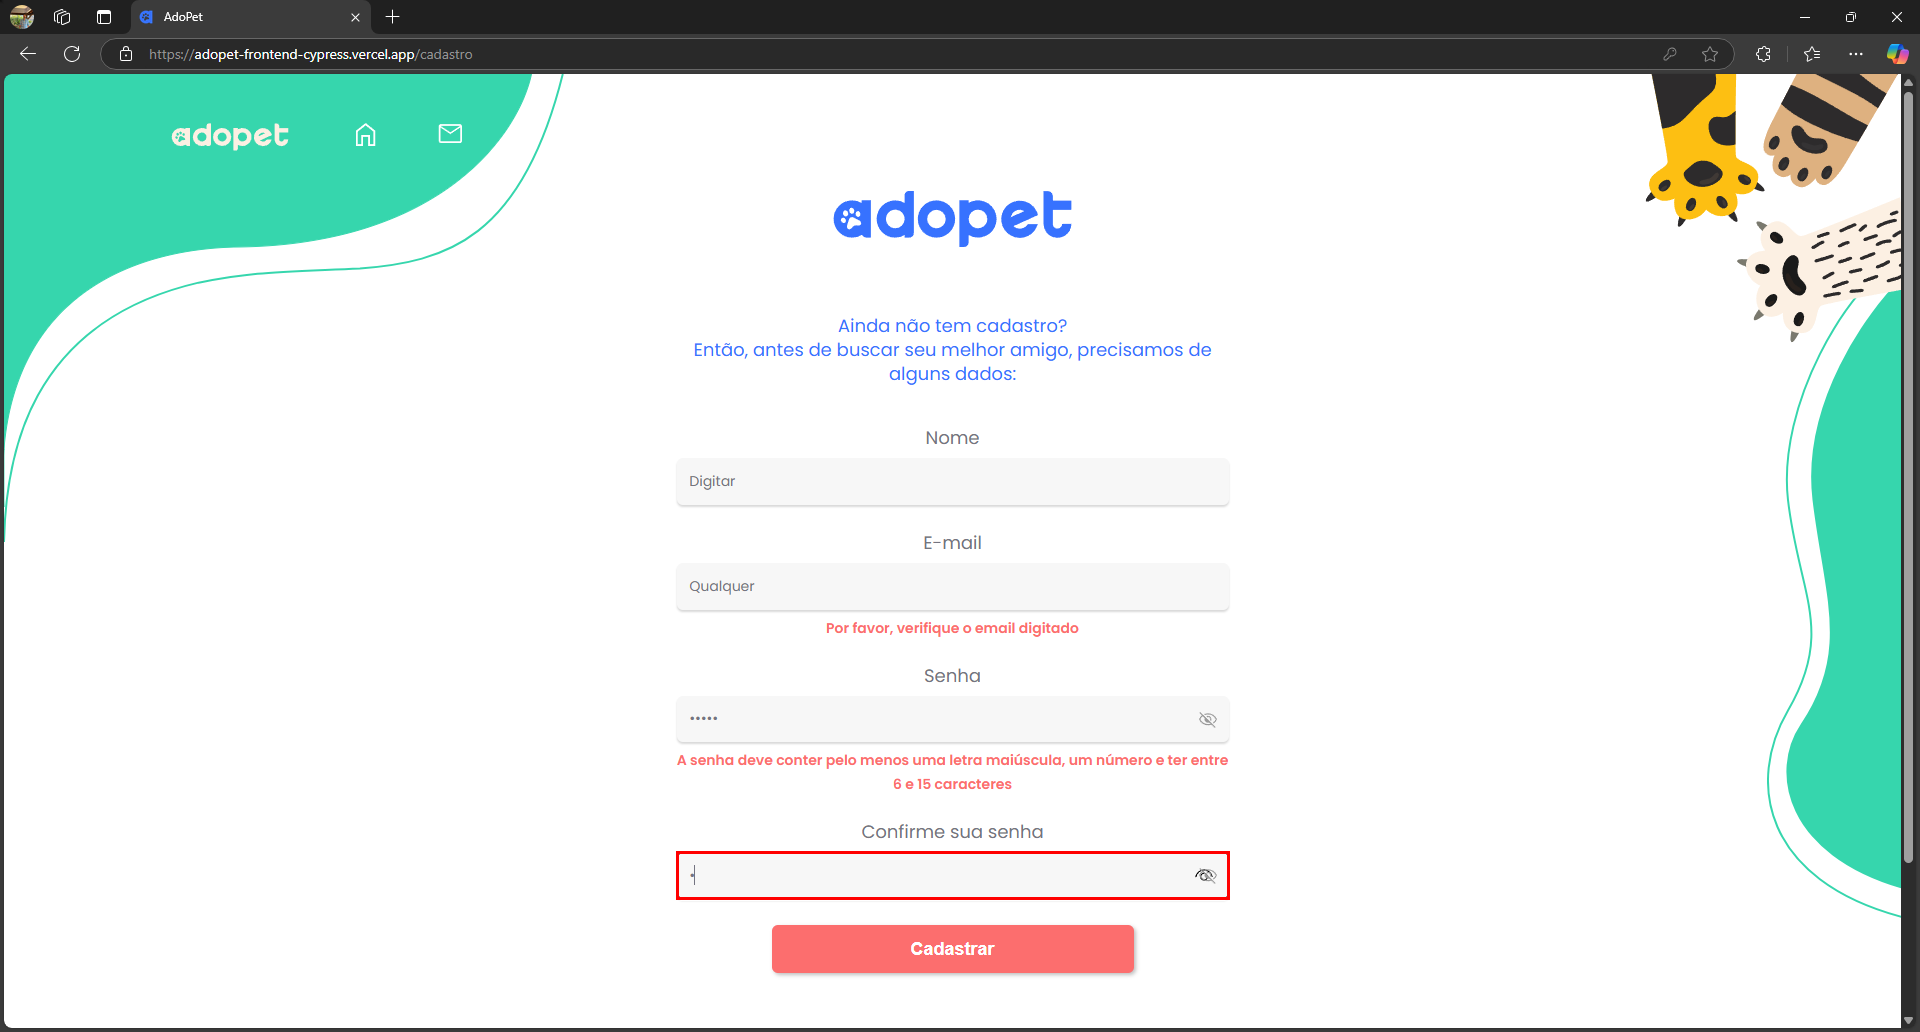 AdoPet
https://adopet-frontend-cypress.vercel.app/cadastro
adopet
adopet
Ainda não tem cadastro?
Então, antes de buscar seu melhor amigo, precisamos de
alguns dados:
Nome
Digitar
E-mail
Qualquer
Por favor, verifique o email digitado
Senha
•••••
A senha deve conter pelo menos uma letra maiúscula, um número e ter entre
6 e 15 caracteres
Confirme sua senha
•
Cadastrar